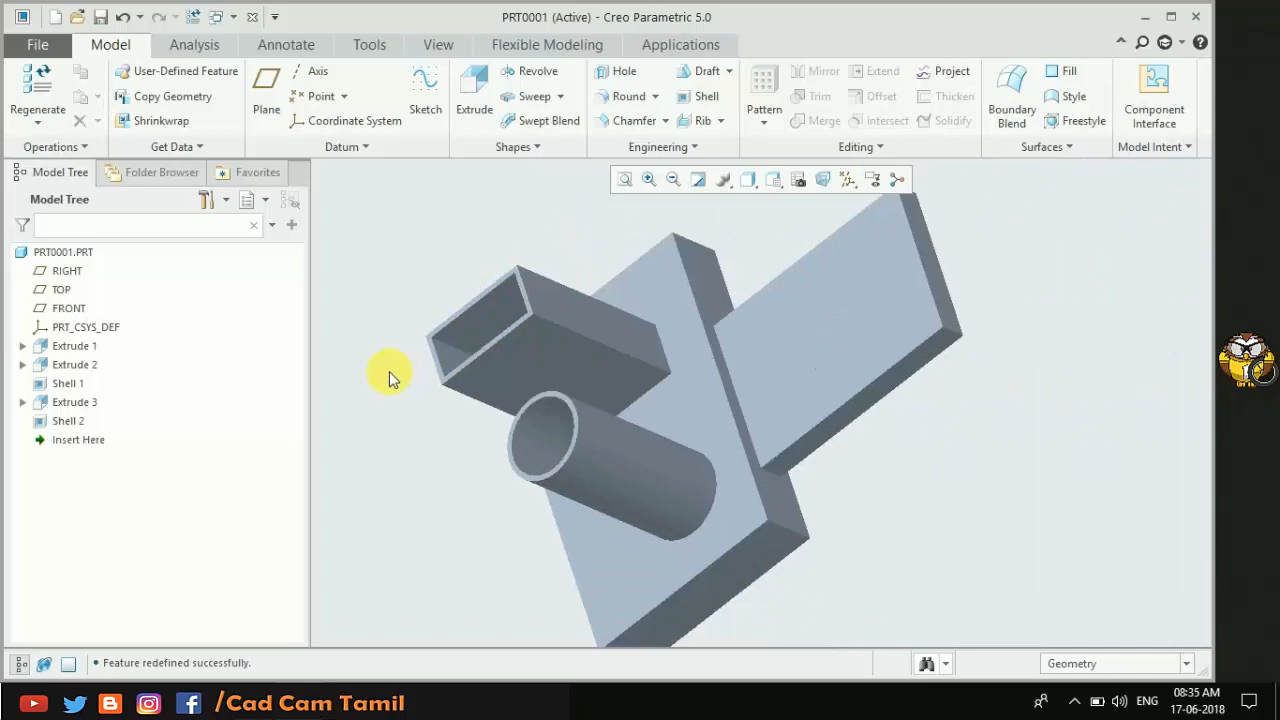 PRT0001 (Active) - Creo Parametric 5.0
File Model Analysis Annotate Tools View Flexible Modeling Applications
Regenerate
User-Defined Feature
Copy Geometry
Shrinkwrap
Plane
Axis
Point
Coordinate System
Sketch
Extrude
Revolve
Sweep
Swept Blend
Hole
Round
Chamfer
Draft
Shell
Rib
Pattern
Mirror
Trim
Merge
Extend
Offset
Intersect
Project
Thicken
Solidify
Boundary
Blend
Fill
Style
Freestyle
Component
Interface
Operations Get Data Datum Shapes Engineering Editing Surfaces Model Intent
Model Tree Folder Browser Favorites
Model Tree
PRT0001.PRT
RIGHT
TOP
FRONT
PRT_CSYS_DEF
Extrude 1
Extrude 2
Shell 1
Extrude 3
Shell 2
Insert Here
• Feature redefined successfully.
Geometry
/Cad Cam Tamil
ENG
08:35 AM
17-06-2018